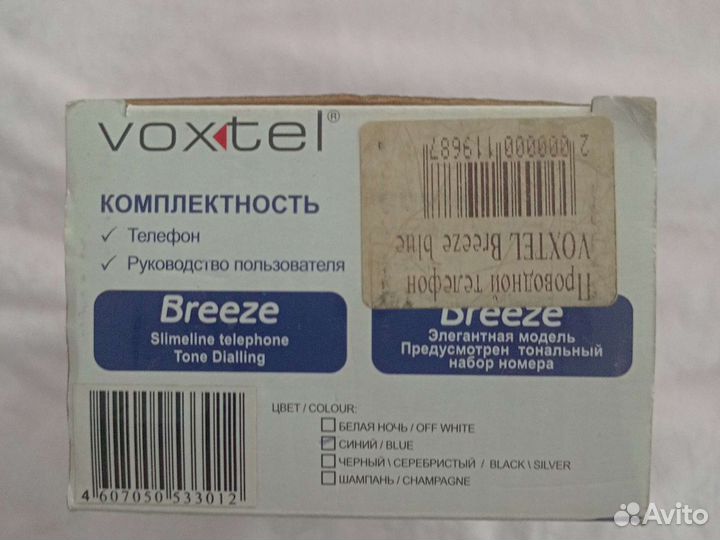 voxtel®
КОМПЛЕКТНОСТЬ
✓ Телефон
✓ Руководство пользователя
Проводной телефон
VOXTEL Breeze blue
2 000000 119687
Breeze
Slimeline telephone
Tone Dialling
Breeze
Элегантная модель
Предусмотрен тональный
набор номера
ЦВЕТ / COLOUR:
БЕЛАЯ НОЧЬ / OFF WHITE
СИНИЙ / BLUE
ЧЕРНЫЙ \ СЕРЕБРИСТЫЙ / BLACK \ SILVER
ШАМПАНЬ / CHAMPAGNE
4 607050 533012
Avito